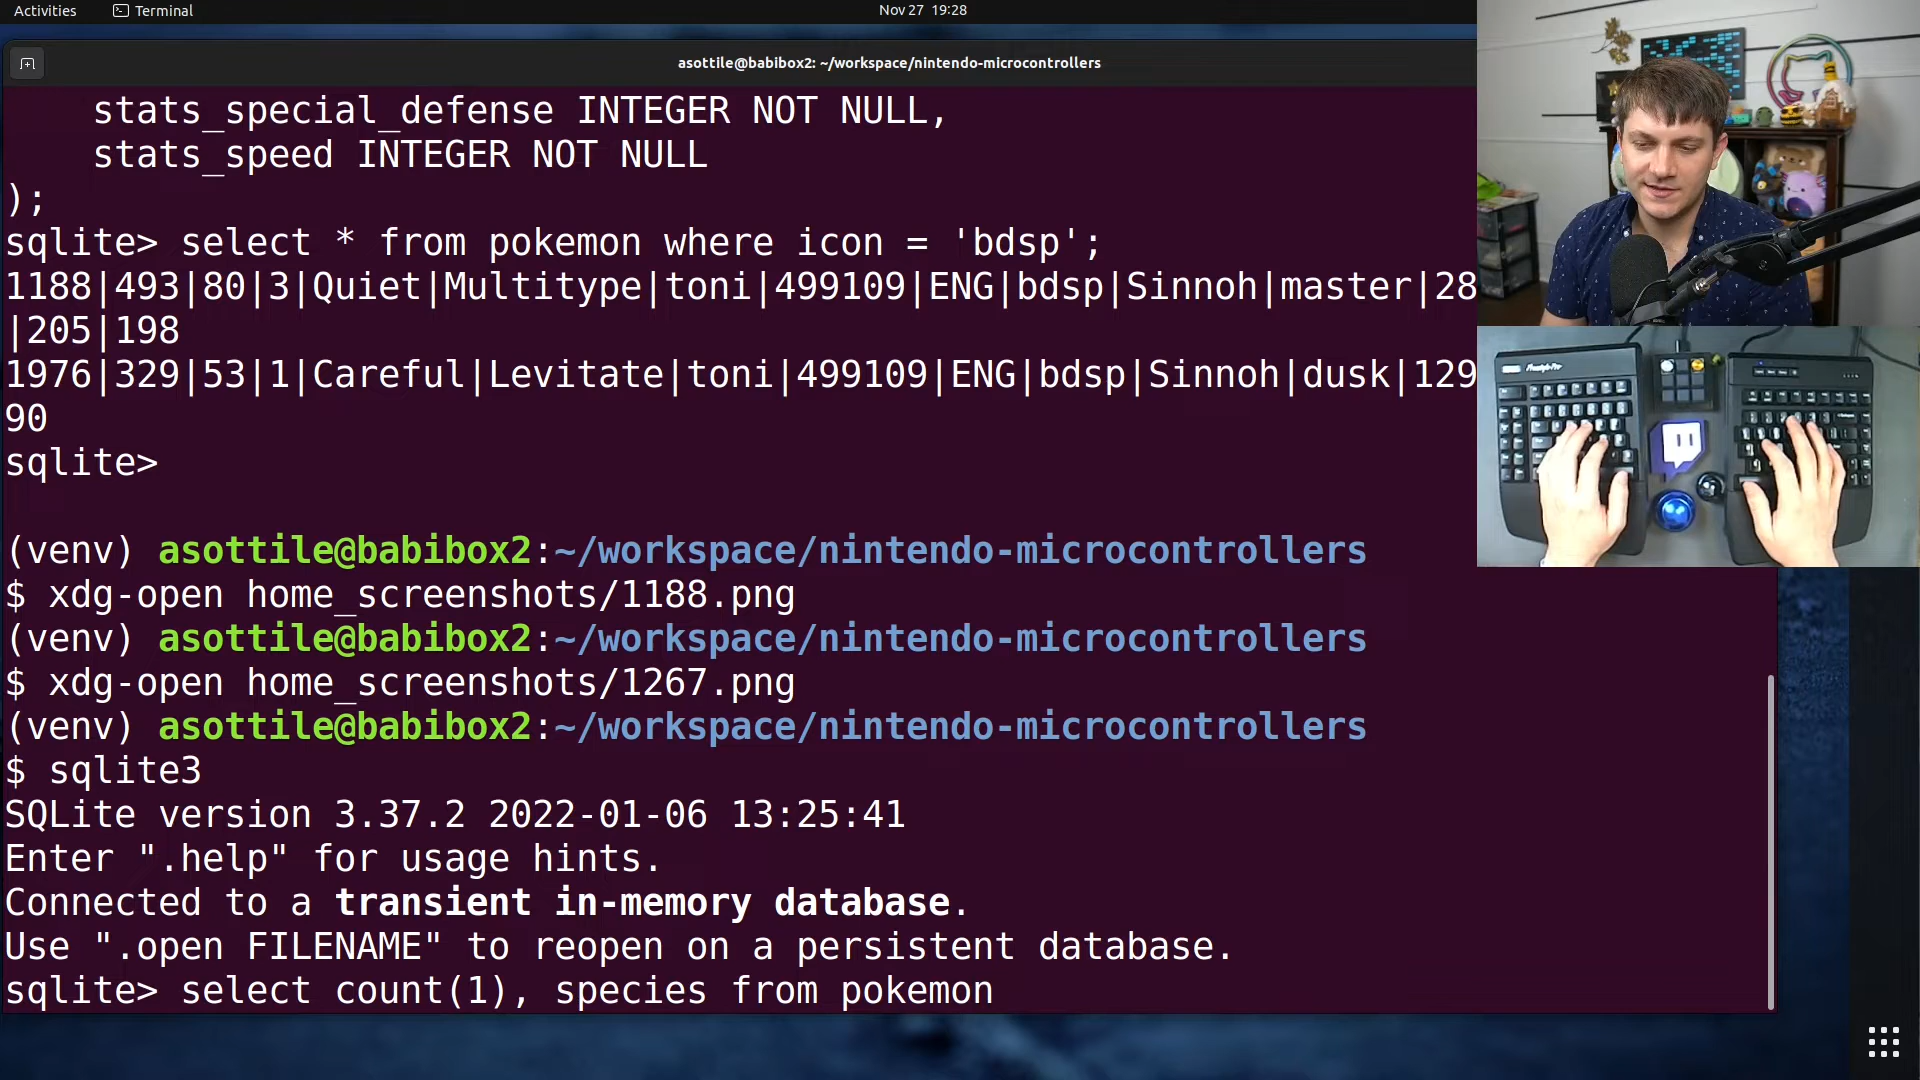 Activities
Terminal
Nov 27 19:28
asottile@babibox2: ~/workspace/nintendo-microcontrollers
stats_special_defense INTEGER NOT NULL,
stats_speed INTEGER NOT NULL
);
sqlite> select * from pokemon where icon = 'bdsp';
1188|493|80|3|Quiet|Multitype|toni|499109|ENG|bdsp|Sinnoh|master|28
|205|198
1976|329|53|1|Careful|Levitate|toni|499109|ENG|bdsp|Sinnoh|dusk|129
90
sqlite>
(venv) asottile@babibox2:~/workspace/nintendo-microcontrollers
$ xdg-open home_screenshots/1188.png
(venv) asottile@babibox2:~/workspace/nintendo-microcontrollers
$ xdg-open home_screenshots/1267.png
(venv) asottile@babibox2:~/workspace/nintendo-microcontrollers
$ sqlite3
SQLite version 3.37.2 2022-01-06 13:25:41
Enter ".help" for usage hints.
Connected to a transient in-memory database.
Use ".open FILENAME" to reopen on a persistent database.
sqlite> select count(1), species from pokemon